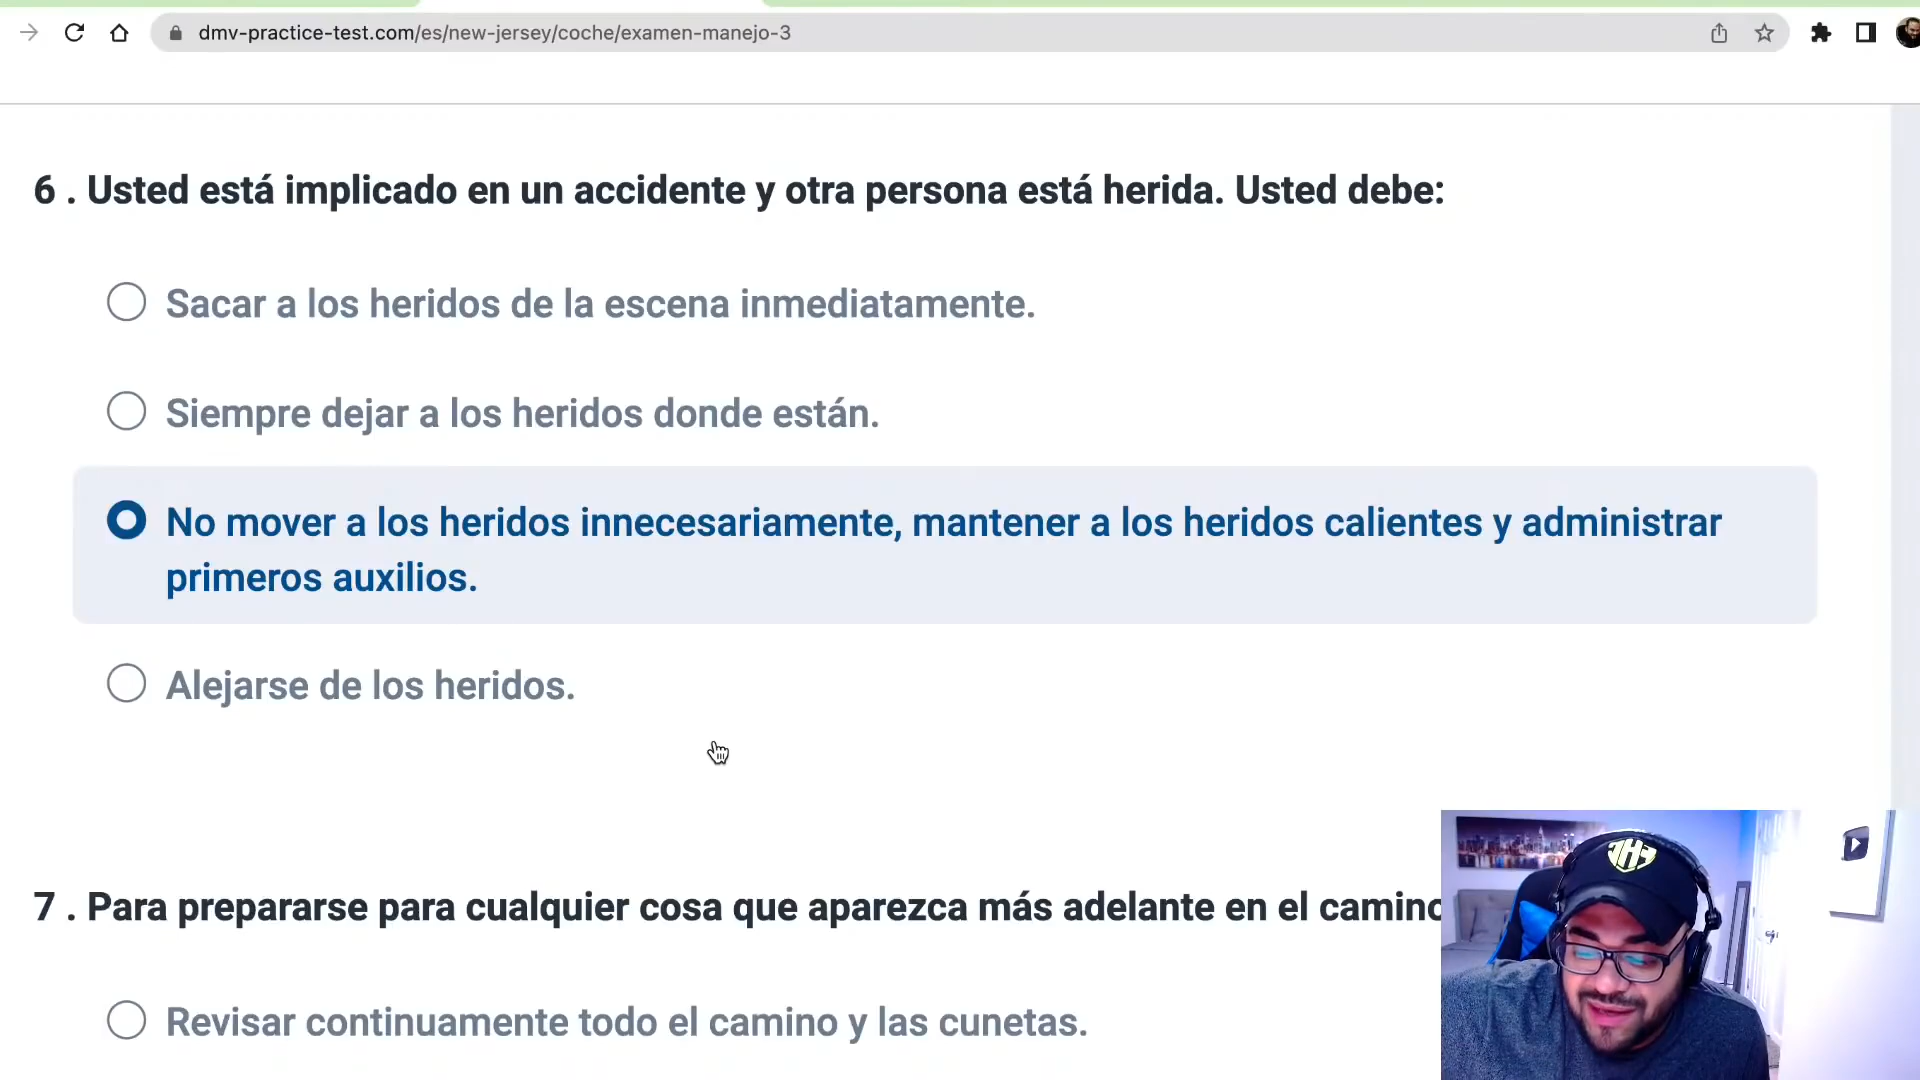 dmv-practice-test.com/es/new-jersey/coche/examen-manejo-3
6 . Usted está implicado en un accidente y otra persona está herida. Usted debe:
Sacar a los heridos de la escena inmediatamente.
Siempre dejar a los heridos donde están.
No mover a los heridos innecesariamente, mantener a los heridos calientes y administrar
primeros auxilios.
Alejarse de los heridos.
7 . Para prepararse para cualquier cosa que aparezca más adelante en el camino
Revisar continuamente todo el camino y las cunetas.